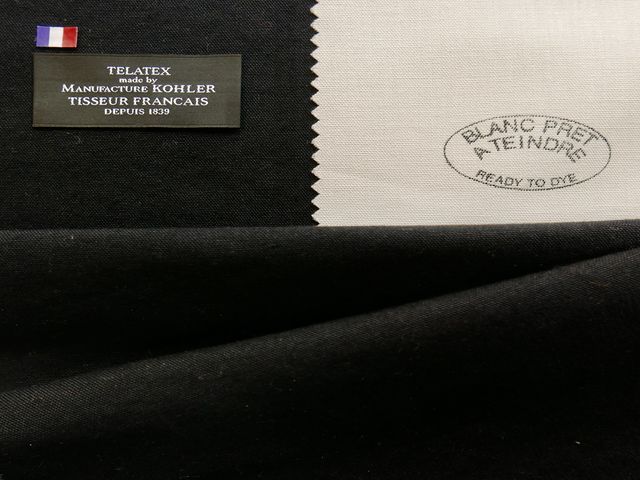 TELATEX
made by
MANUFACTURE KOHLER
TISSEUR FRANCAIS
DEPUIS 1839
BLANC PRET
A TEINDRE
READY TO DYE